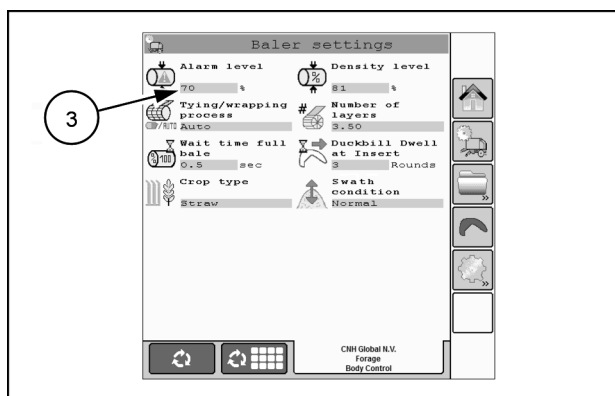 Baler settings
Alarm level
70 %
Density level
% 
81 %
Tying/wrapping
process
/AUTO Auto
#
Number of
layers
3.50
Wait time full
bale
% 100
0.5 sec
Duckbill Dwell
at Insert
3 Rounds
Crop type
Straw
Swath
condition
Normal
3
»
»
CNH Global N.V.
Forage
Body Control